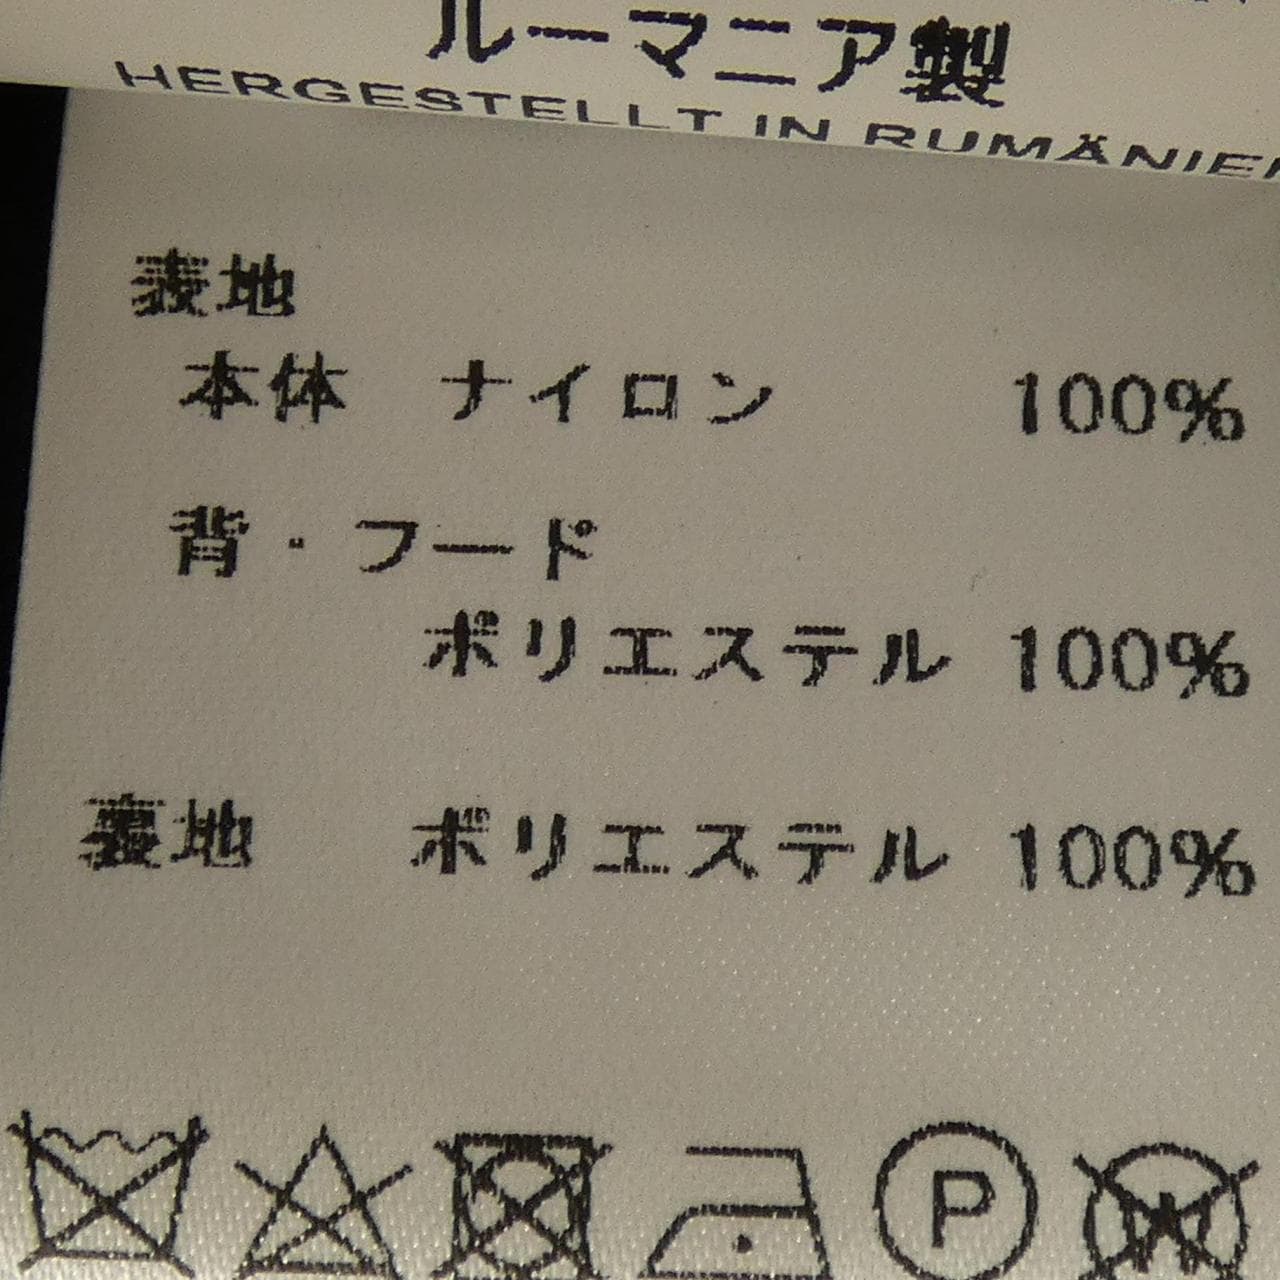 ルーマニア製
HERGESTELLT IN RUMÄNIEN
表地
本体 ナイロン 100%
背・フード
ポリエステル 100%
裏地 ポリエステル 100%
P
W